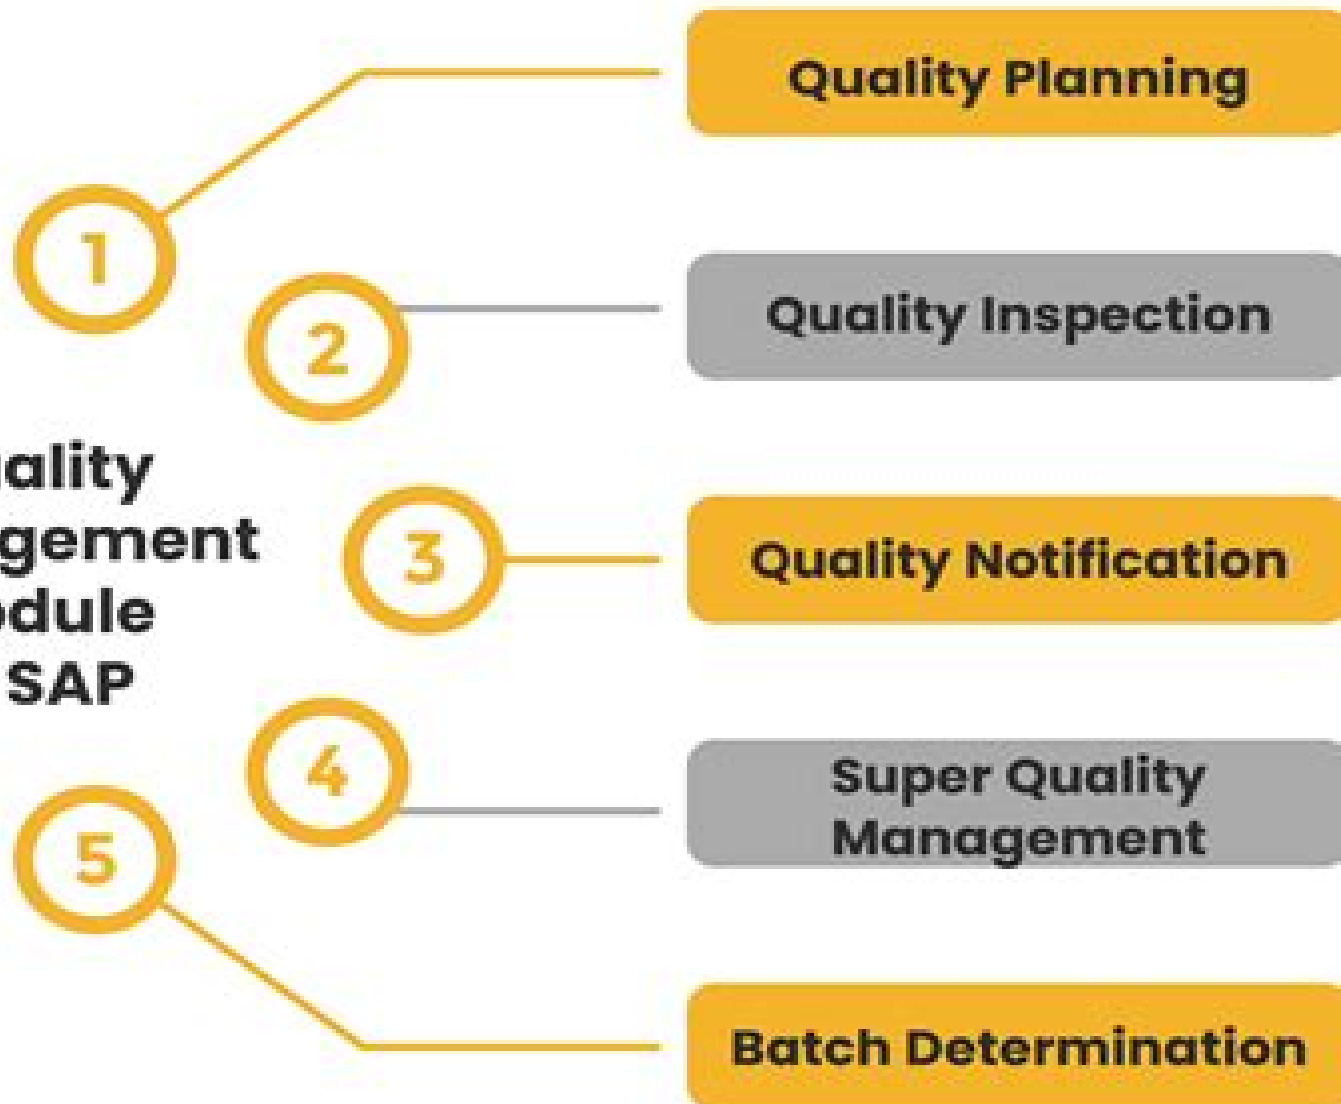 1
Quality Planning
2
Quality Inspection
ality
gement
dule
SAP
3
Quality Notification
4
Super Quality
Management
5
Batch Determination